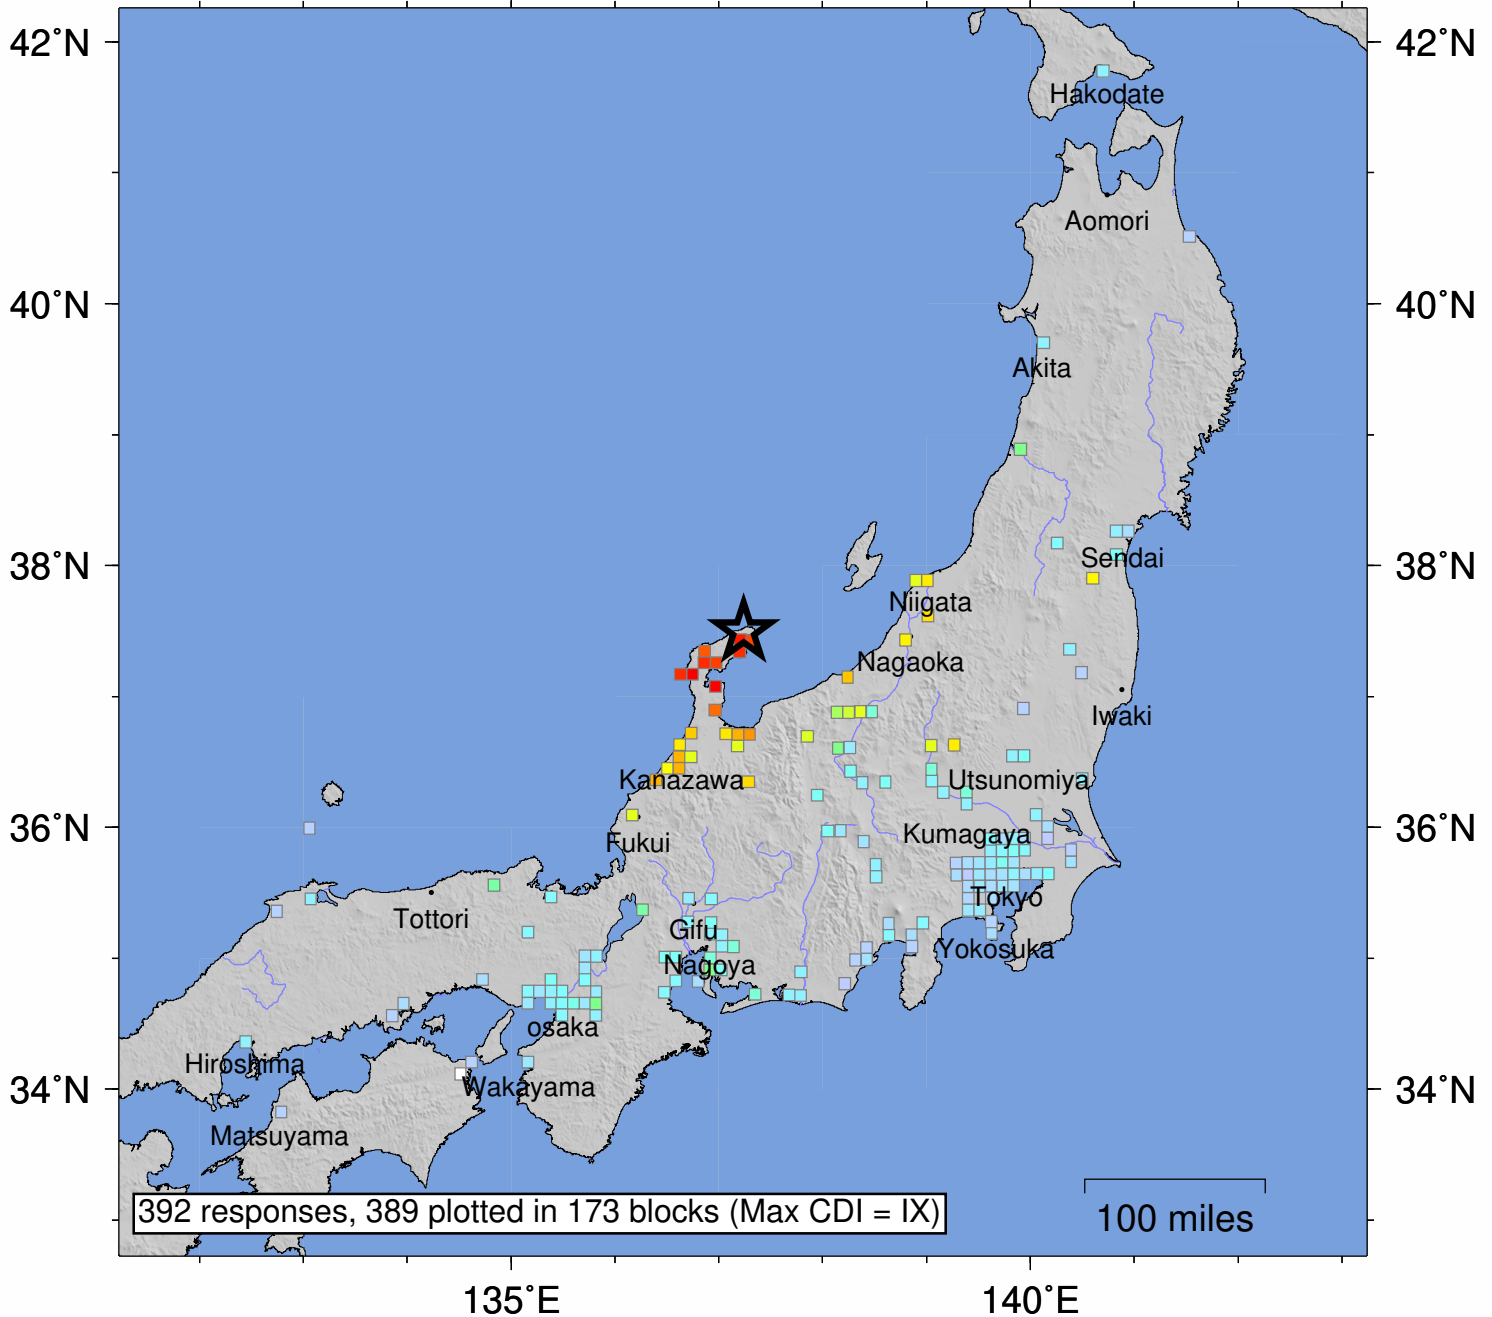 42°N
42°N
Hakodate
Aomori
40°N
40°N
Akita
38°N
38°N
Sendai
Niigata
Nagaoka
Iwaki
Kanazawa
Utsunomiya
36°N
36°N
Fukui
Kumagaya
Tottori
Tokyo
Gifu
Yokosuka
Nagoya
osaka
Hiroshima
34°N
Wakayama
34°N
Matsuyama
392 responses, 389 plotted in 173 blocks (Max CDI = IX)
100 miles
135°E
140°E